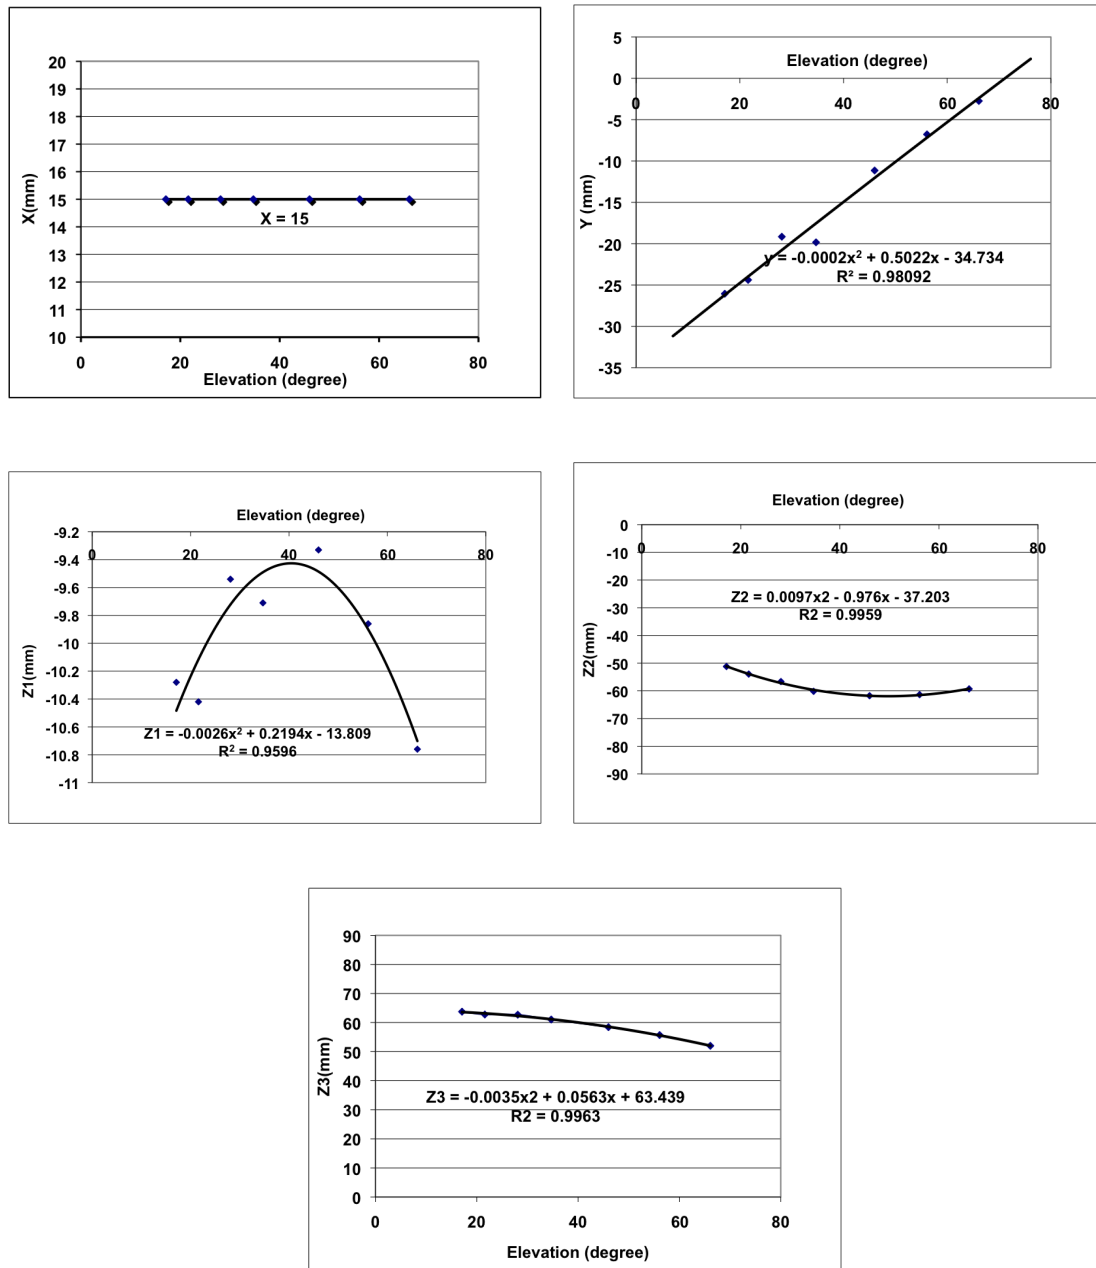 20
19
18
17
16
15
14
13
12
11
10
X(mm)
X = 15
0 20 40 60 80
Elevation (degree)
5
0
-5
-10
-15
-20
-25
-30
-35
Y (mm)
Elevation (degree)
0 20 40 60 80
y = -0.0002x² + 0.5022x - 34.734
R² = 0.98092
Elevation (degree)
-9.2
-9.4
-9.6
-9.8
-10
-10.2
-10.4
-10.6
-10.8
-11
Z1(mm)
0 20 40 60 80
Z1 = -0.0026x² + 0.2194x - 13.809
R² = 0.9596
Elevation (degree)
0
-10
-20
-30
-40
-50
-60
-70
-80
-90
Z2(mm)
0 20 40 60 80
Z2 = 0.0097x2 - 0.976x - 37.203
R2 = 0.9959
90
80
70
60
50
40
30
20
10
0
Z3(mm)
Z3 = -0.0035x2 + 0.0563x + 63.439
R2 = 0.9963
0 20 40 60 80
Elevation (degree)